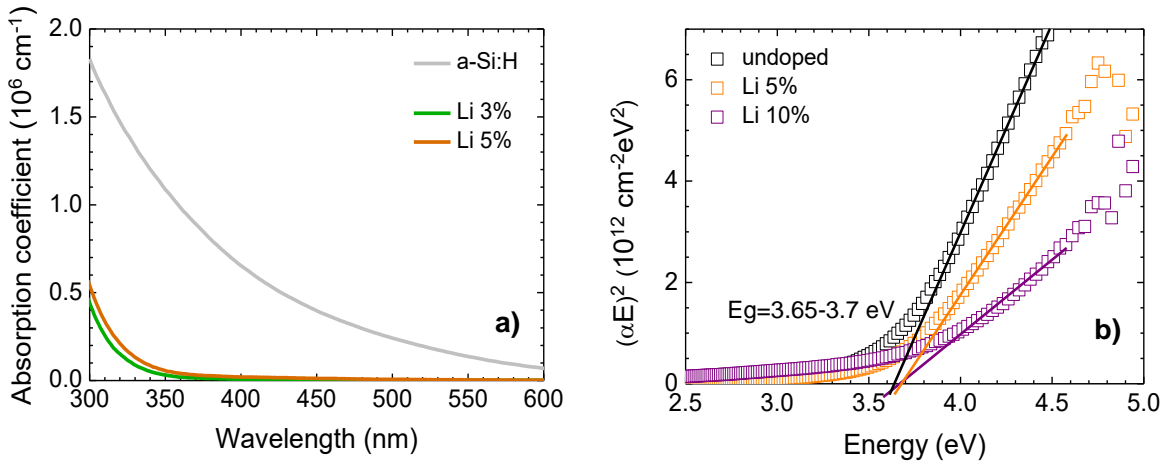 Absorption coefficient (10⁶ cm⁻¹)
2.0
1.5
1.0
0.5
0.0
a-Si:H
Li 3%
Li 5%
a)
300 350 400 450 500 550 600
Wavelength (nm)
(αE)² (10¹² cm⁻²eV²)
6
4
2
0
undoped
Li 5%
Li 10%
Eg=3.65-3.7 eV
b)
2.5 3.0 3.5 4.0 4.5 5.0
Energy (eV)